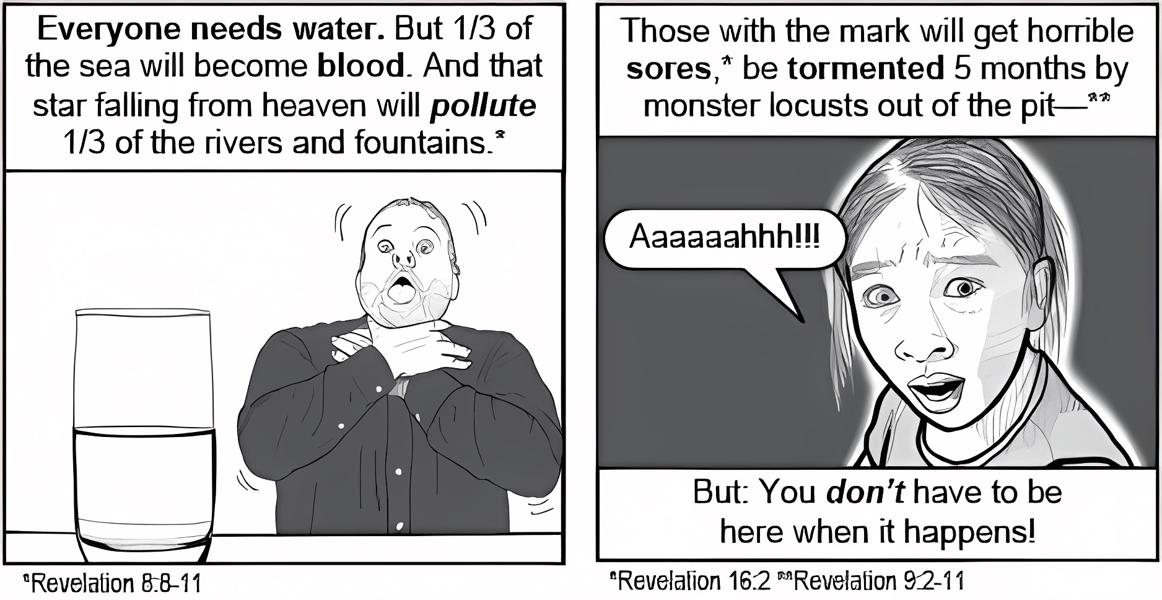 Everyone needs water. But 1/3 of
the sea will become blood. And that
star falling from heaven will pollute
1/3 of the rivers and fountains.*
*Revelation 8:8-11
Those with the mark will get horrible
sores,* be tormented 5 months by
monster locusts out of the pit—**
Aaaaaahhh!!!
But: You don't have to be
here when it happens!
*Revelation 16:2 **Revelation 9:2-11